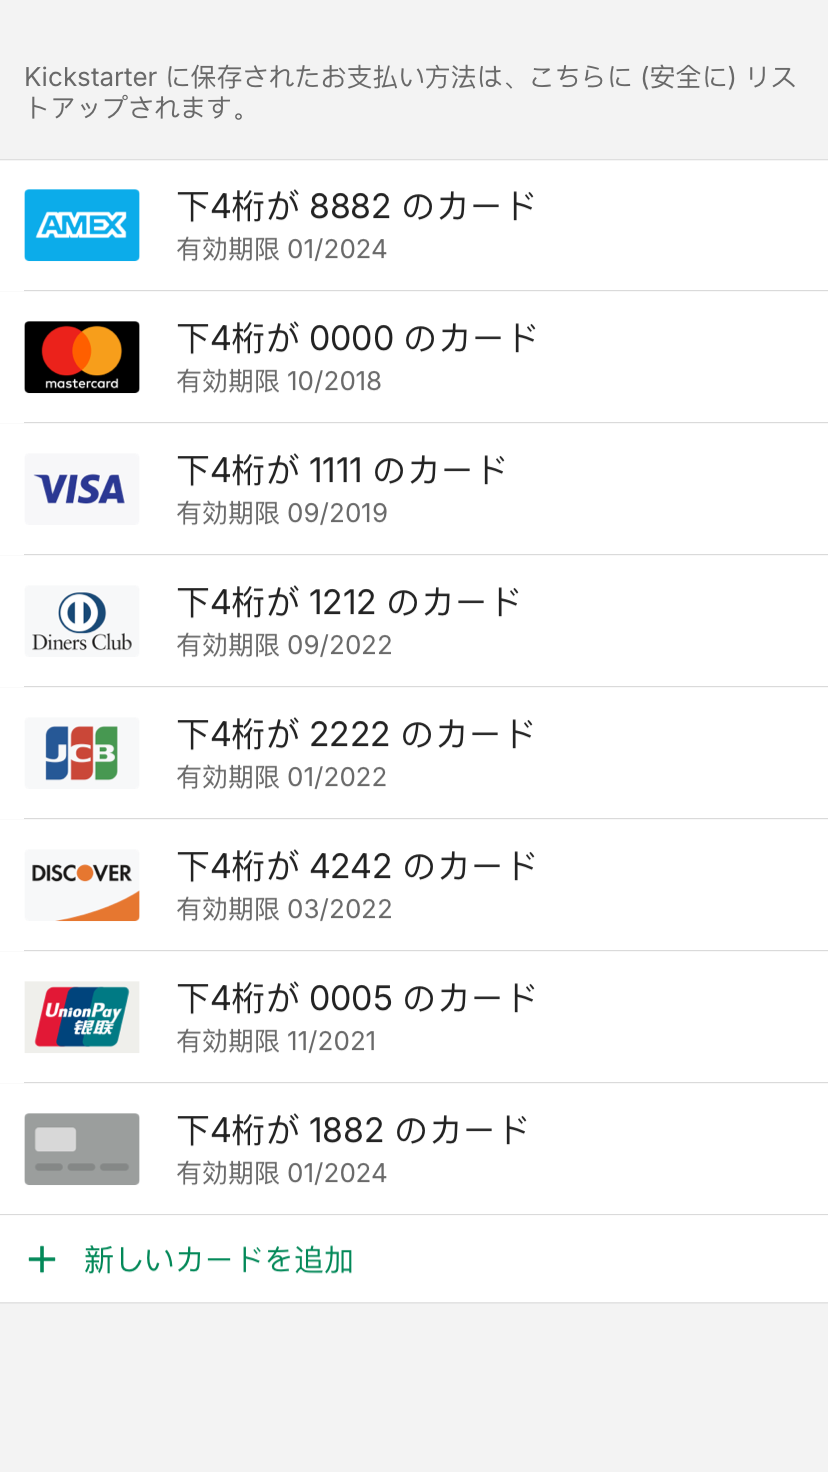 Kickstarter に保存されたお支払い方法は、こちらに (安全に) リス
トアップされます。
AMEX
下4桁が 8882 のカード
有効期限 01/2024
mastercard
下4桁が 0000 のカード
有効期限 10/2018
VISA
下4桁が 1111 のカード
有効期限 09/2019
Diners Club
下4桁が 1212 のカード
有効期限 09/2022
JCB
下4桁が 2222 のカード
有効期限 01/2022
DISCOVER
下4桁が 4242 のカード
有効期限 03/2022
UnionPay
银联
下4桁が 0005 のカード
有効期限 11/2021
下4桁が 1882 のカード
有効期限 01/2024
+ 新しいカードを追加